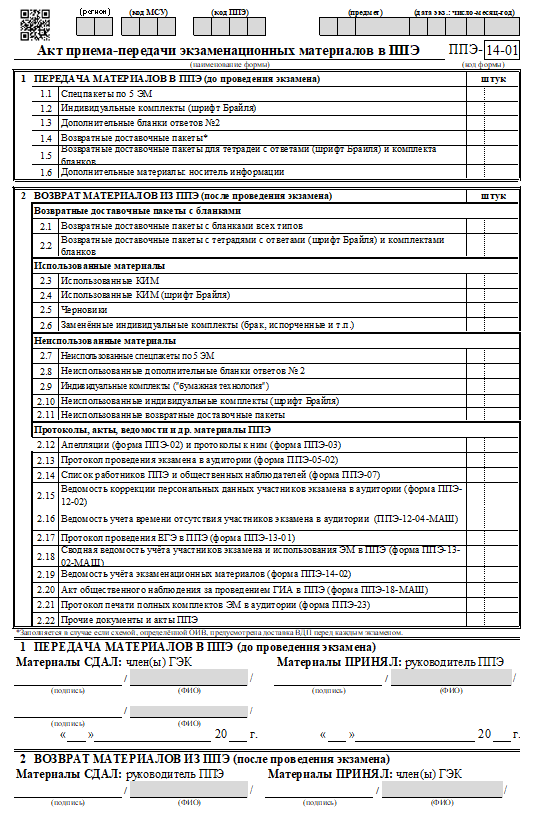 (регион) (код МСУ) (код ППЭ) (предмет) (дата экз.: число-месяц-год)
Акт приема-передачи экзаменационных материалов в ППЭ ППЭ- 14-01
(наименование формы) (код формы)
1 ПЕРЕДАЧА МАТЕРИАЛОВ В ППЭ (до проведения экзамена) штук
1.1 Спецпакеты по 5 ЭМ
1.2 Индивидуальные комплекты (шрифт Брайля)
1.3 Дополнительные бланки ответов №2
1.4 Возвратные доставочные пакеты*
1.5 Возвратные доставочные пакеты для тетрадей с ответами (шрифт Брайля) и комплекта
бланков
1.6 Дополнительные материалы: носитель информации
2 ВОЗВРАТ МАТЕРИАЛОВ ИЗ ППЭ (после проведения экзамена) штук
Возвратные доставочные пакеты с бланками
2.1 Возвратные доставочные пакеты с бланками всех типов
2.2 Возвратные доставочные пакеты с тетрадями с ответами (шрифт Брайля) и комплектами
бланков
Использованные материалы
2.3 Использованные КИМ
2.4 Использованные КИМ (шрифт Брайля)
2.5 Черновики
2.6 Заменённые индивидуальные комплекты (брак, испорченные и т.п.)
Неиспользованные материалы
2.7 Неиспользованные спецпакеты по 5 ЭМ
2.8 Неиспользованные дополнительные бланки ответов № 2
2.9 Индивидуальные комплекты ("бумажная технология")
2.10 Неиспользованные индивидуальные комплекты (шрифт Брайля)
2.11 Неиспользованные возвратные доставочные пакеты
Протоколы, акты, ведомости и др. материалы ППЭ
2.12 Апелляции (форма ППЭ-02) и протоколы к ним (форма ППЭ-03)
2.13 Протокол проведения экзамена в аудитории (форма ППЭ-05-02)
2.14 Список работников ППЭ и общественных наблюдателей (форма ППЭ-07)
2.15 Ведомость коррекции персональных данных участников экзамена в аудитории (форма ППЭ-
12-02)
2.16 Ведомость учета времени отсутствия участников экзамена в аудитории (ППЭ-12-04-МАШ)
2.17 Протокол проведения ЕГЭ в ППЭ (форма ППЭ-13-01)
2.18 Сводная ведомость учёта участников экзамена и использования ЭМ в ППЭ (форма ППЭ-13-
02-МАШ)
2.19 Ведомость учёта экзаменационных материалов (форма ППЭ-14-02)
2.20 Акт общественного наблюдения за проведением ГИА в ППЭ (форма ППЭ-18-МАШ)
2.21 Протокол печати полных комплектов ЭМ в аудитории (форма ППЭ-23)
2.22 Прочие документы и акты ППЭ
*Заполняется в случае если схемой, определённой ОИВ, предусмотрена доставка ВДП перед каждым экзаменом.
1 ПЕРЕДАЧА МАТЕРИАЛОВ В ППЭ (до проведения экзамена)
Материалы СДАЛ: член(ы) ГЭК Материалы ПРИНЯЛ: руководитель ППЭ
/ / / /
(подпись) (ФИО) (подпись) (ФИО)
/ /
(подпись) (ФИО)
« » 20 г. « » 20 г.
2 ВОЗВРАТ МАТЕРИАЛОВ ИЗ ППЭ (после проведения экзамена)
Материалы СДАЛ: руководитель ППЭ Материалы ПРИНЯЛ: член(ы) ГЭК
/ / / /
(подпись) (ФИО) (подпись) (ФИО)